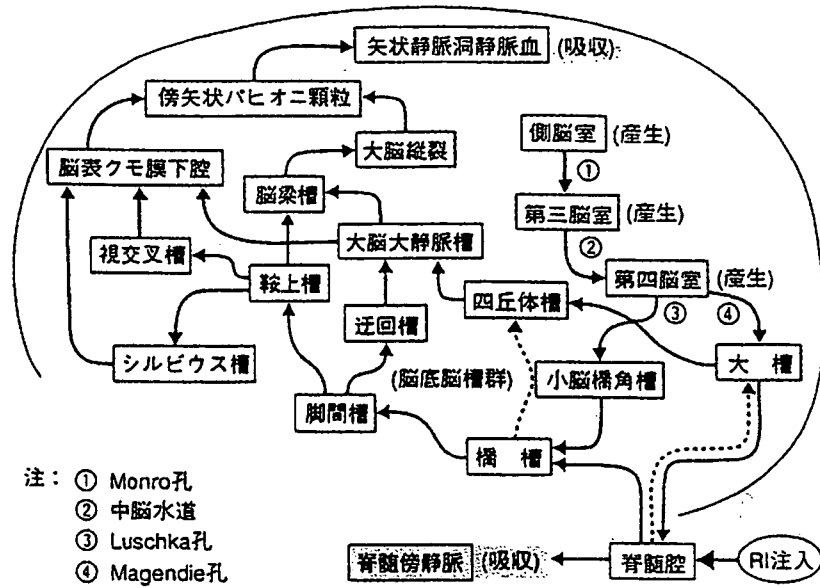 矢状静脈洞静脈血 (吸収)
傍矢状パヒオニ顆粒
側脳室 (産生)
大脳縦裂
①
脳表クモ膜下腔
脳梁槽
第三脳室 (産生)
②
大脳大静脈槽
視交叉槽
第四脳室 (産生)
鞍上槽
四丘体槽
③ ④
迂回槽
シルビウス槽
(脳底脳槽群)
小脳橋角槽
大 槽
脚間槽
橋 槽
注： ① Monro孔
② 中脳水道
③ Luschka孔
④ Magendie孔
脊髄傍静脈 (吸収)
脊髄腔
RI注入